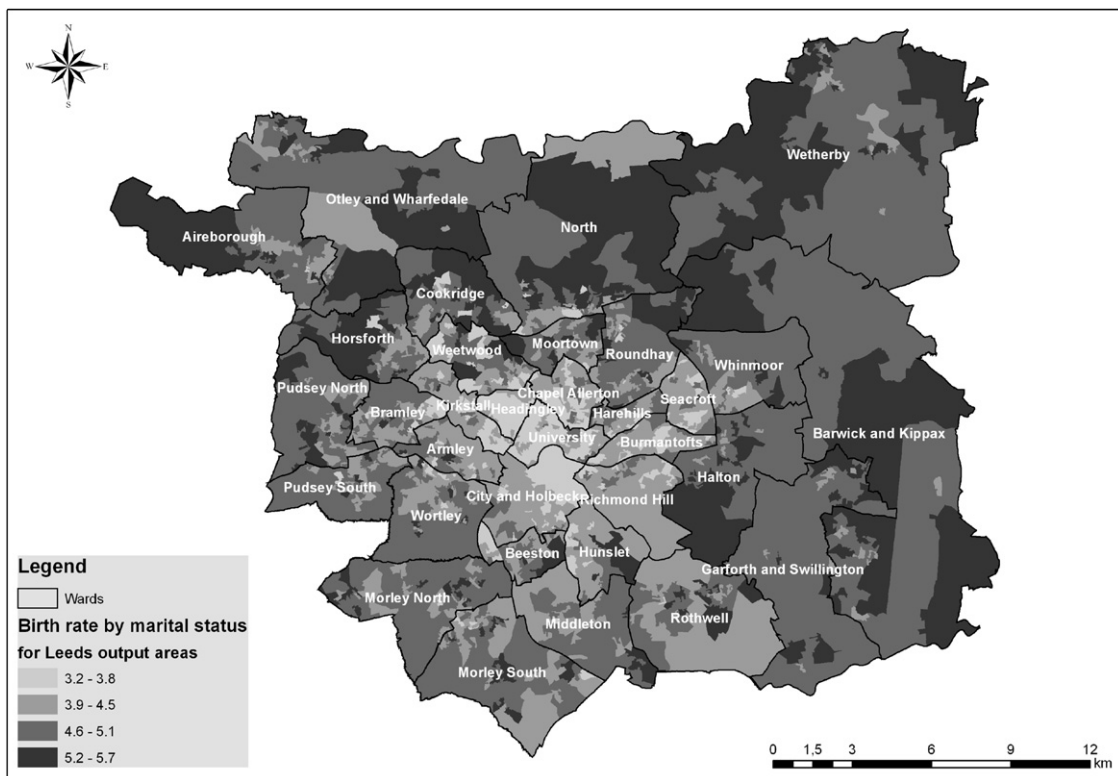 N
W E
S
Wetherby
Otley and Wharfedale
North
Aireborough
Cookridge
Horsforth
Weetwood
Moortown
Roundhay
Whinmoor
Pudsey North
Chapel Allerton
Seacroft
Kirkstall
Headingley
Bramley
Harehills
University
Burmantofts
Barwick and Kippax
Armley
Halton
Pudsey South
City and Holbeck
Richmond Hill
Wortley
Beeston
Hunslet
Garforth and Swillington
Morley North
Middleton
Rothwell
Morley South
Legend
Wards
Birth rate by marital status
for Leeds output areas
3.2 - 3.8
3.9 - 4.5
4.6 - 5.1
5.2 - 5.7
0 1,5 3 6 9 12
km